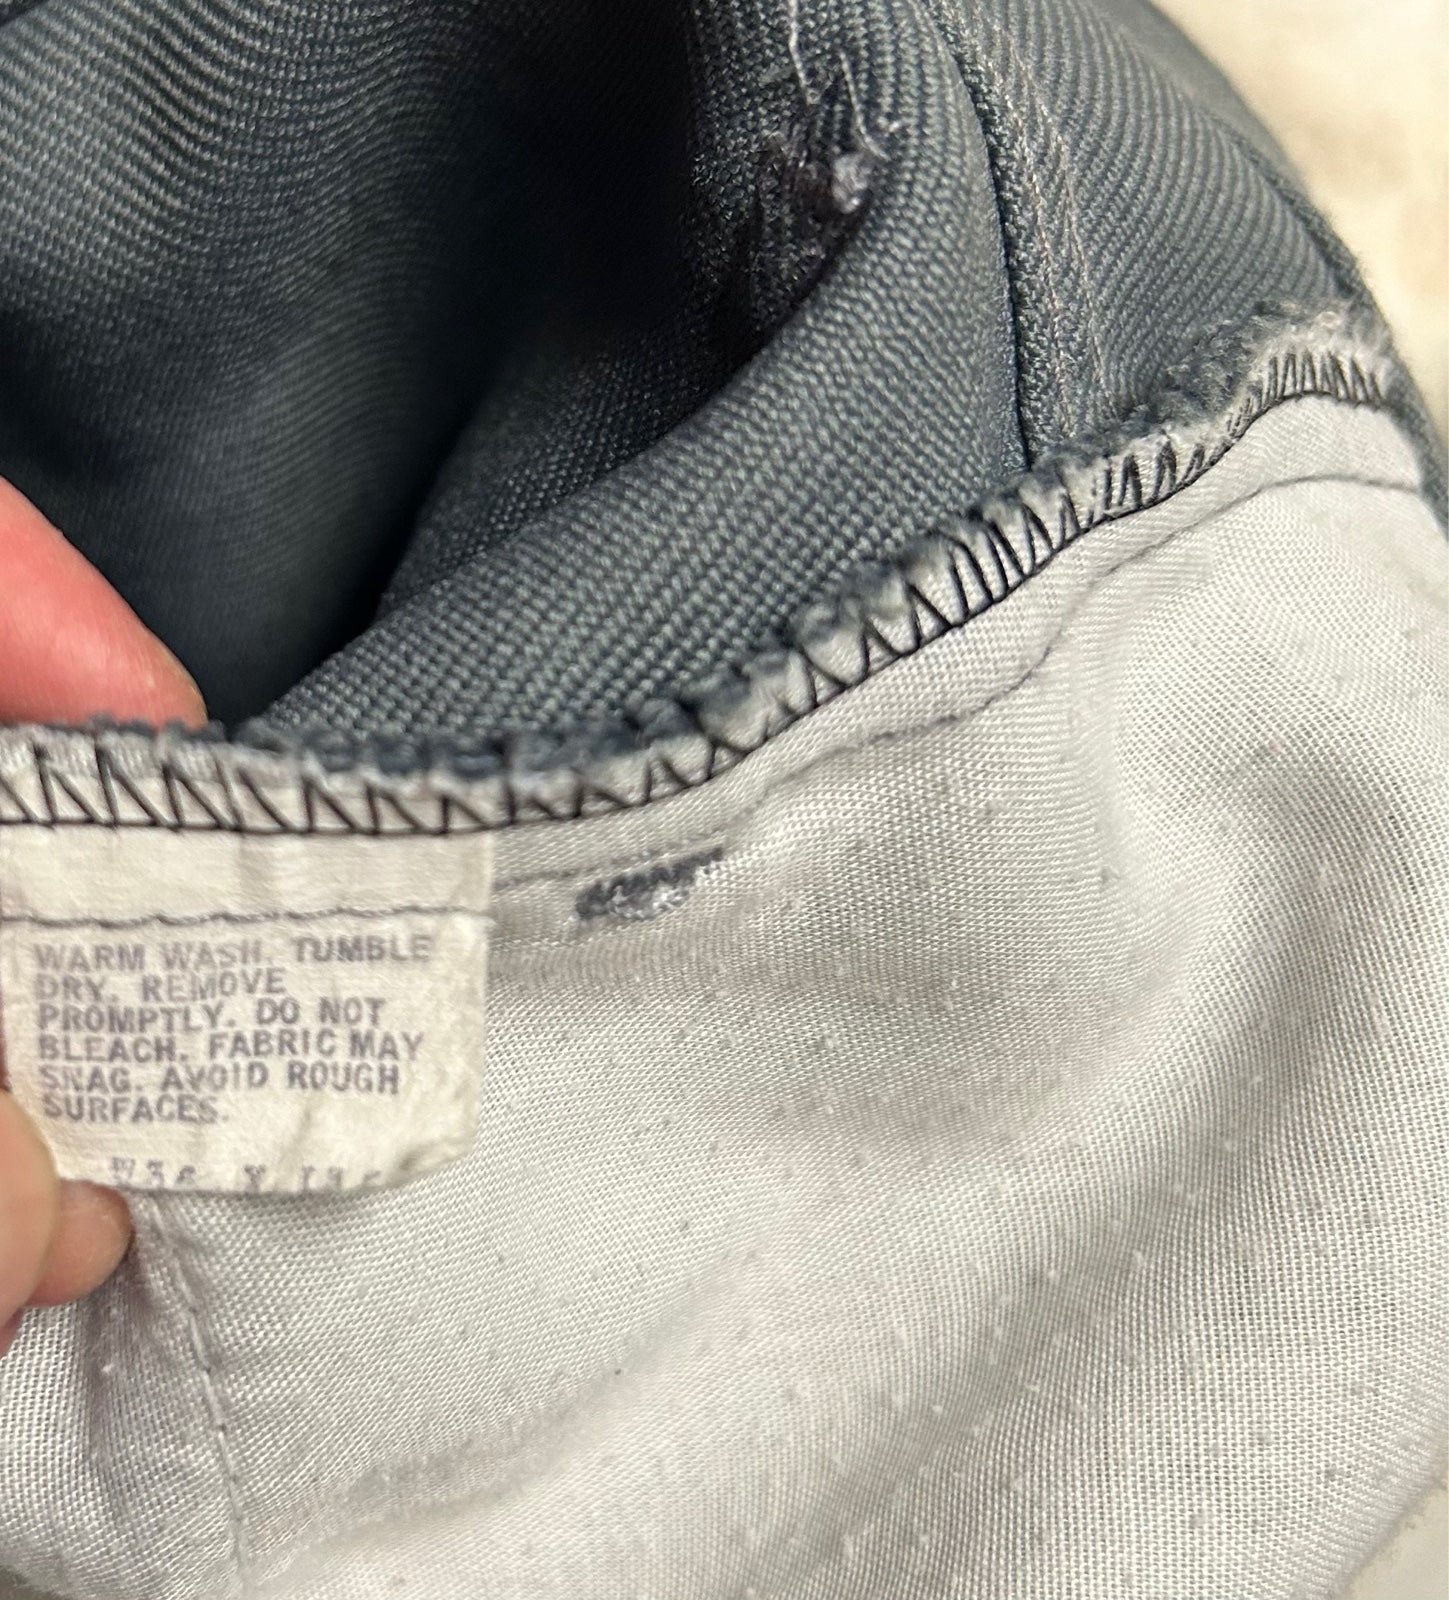 WARM WASH. TUMBLE
DRY. REMOVE
PROMPTLY. DO NOT
BLEACH. FABRIC MAY
SNAG. AVOID ROUGH
SURFACES.